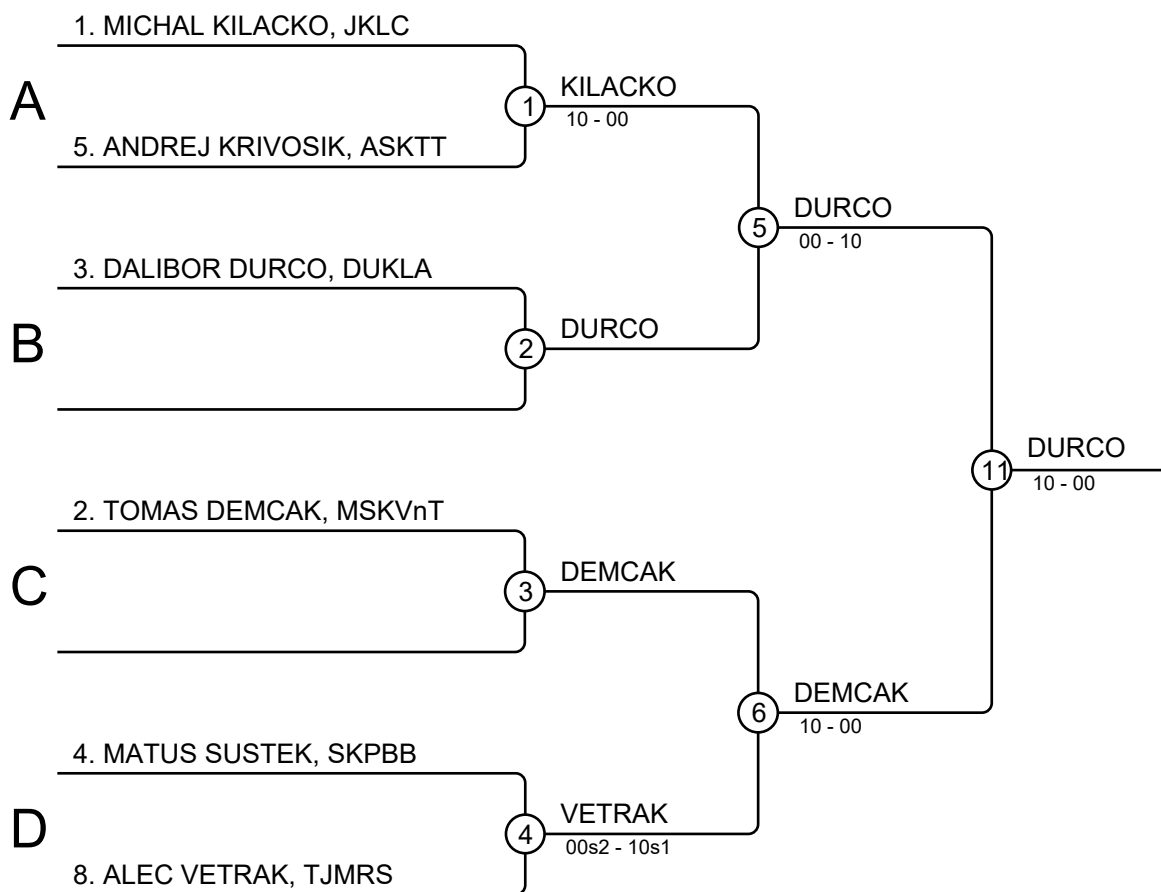 1. MICHAL KILACKO, JKLC
A
1
KILACKO
10 - 00
5. ANDREJ KRIVOSIK, ASKTT
5
DURCO
00 - 10
3. DALIBOR DURCO, DUKLA
B
2
DURCO
11
DURCO
10 - 00
2. TOMAS DEMCAK, MSKVnT
C
3
DEMCAK
6
DEMCAK
10 - 00
4. MATUS SUSTEK, SKPBB
D
4
VETRAK
00s2 - 10s1
8. ALEC VETRAK, TJMRS